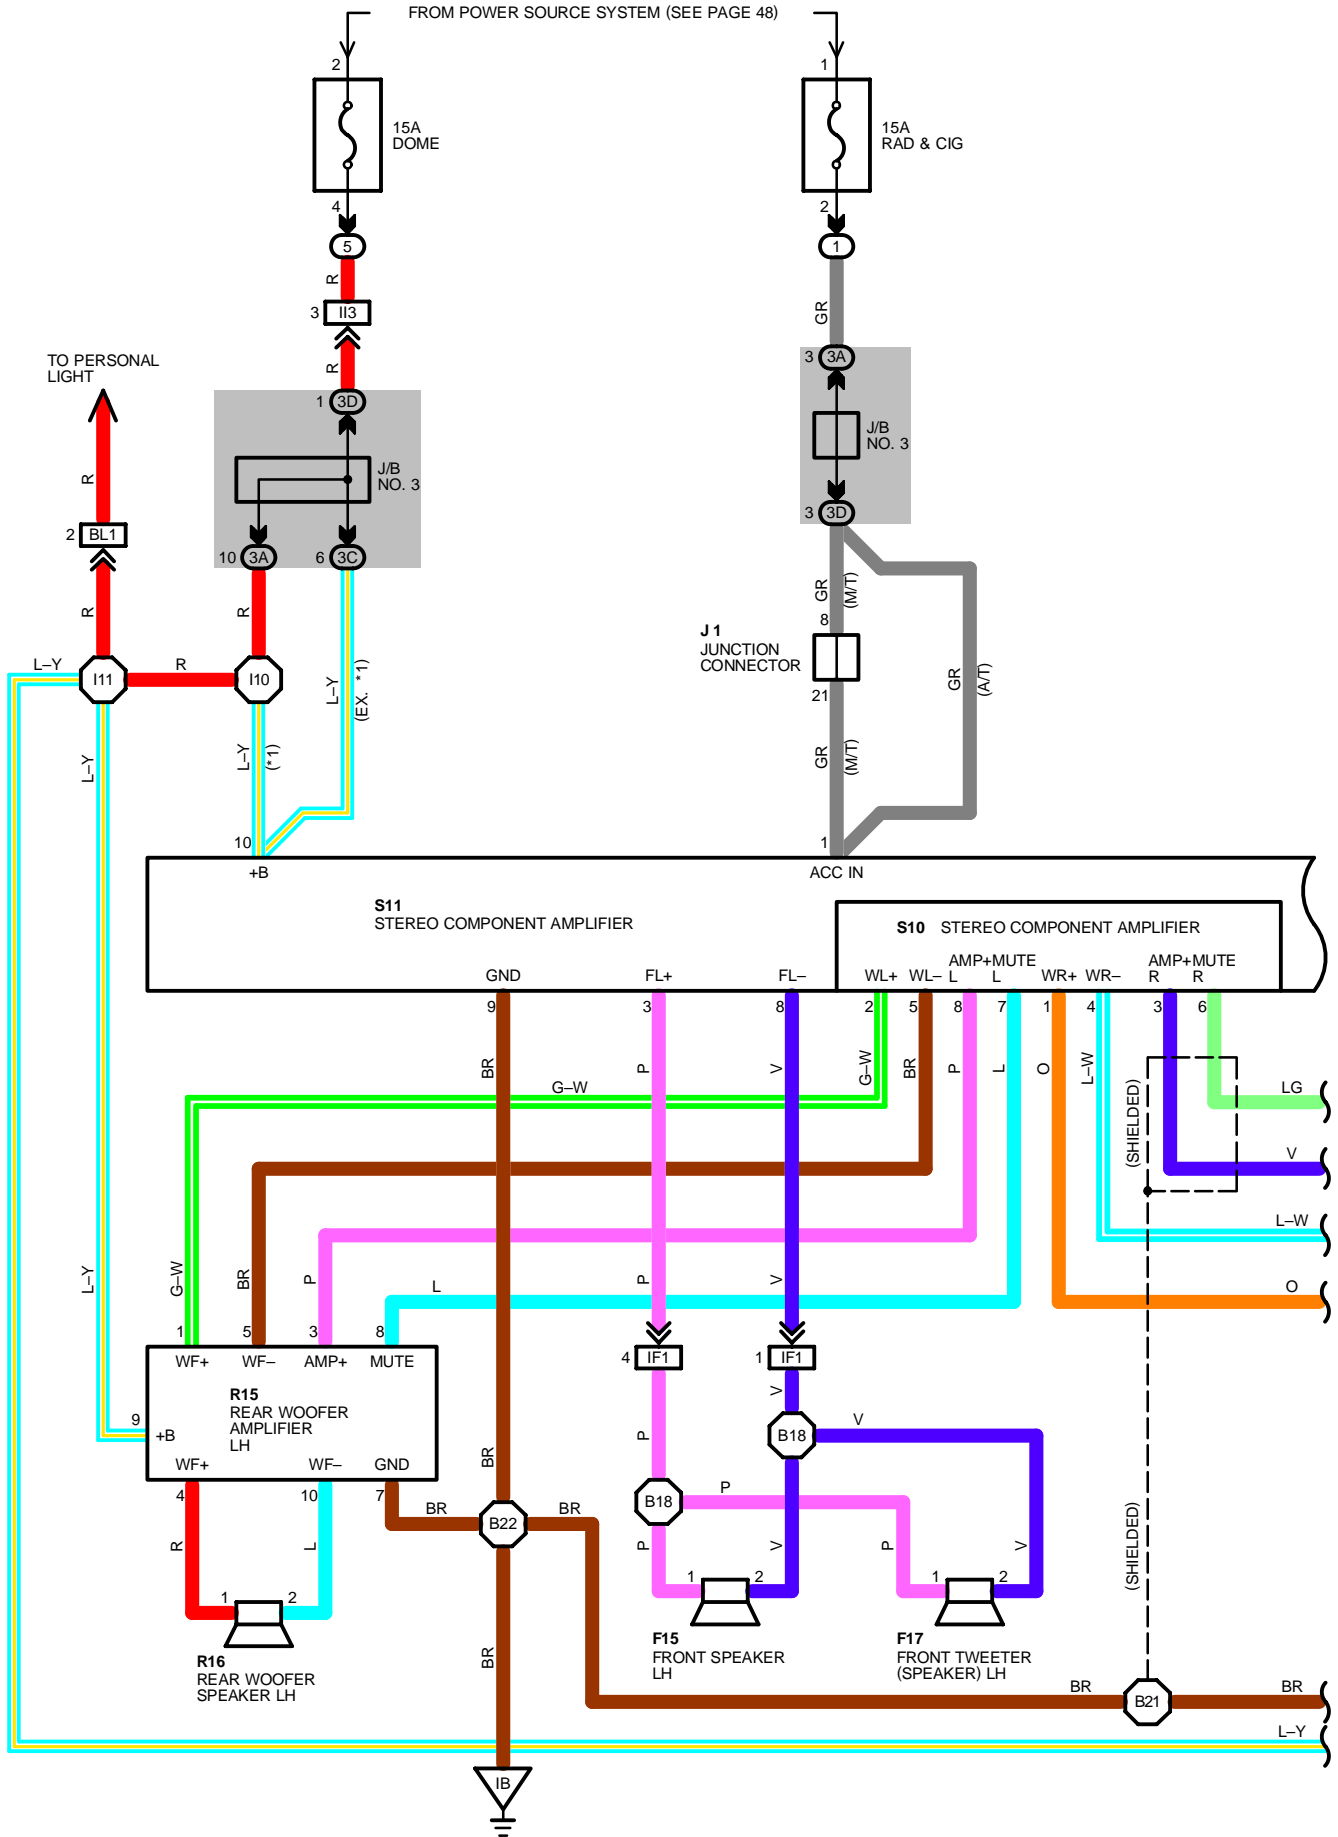 FROM POWER SOURCE SYSTEM (SEE PAGE 48)
2
1
15A
DOME
15A
RAD & CIG
4
2
5
1
R
GR
3 II3
R
TO PERSONAL
LIGHT
3 3A
1 3D
J/B
NO. 3
J/B
NO. 3
R
2 BL1
3 3D
10 3A
6 3C
R
R
GR
(M/T)
8
J 1
JUNCTION
CONNECTOR
21
GR
(A/T)
L–Y
I11
R
I10
L–Y
(EX. *1)
L–Y
L–Y
(*1)
GR
(M/T)
10
1
+B
ACC IN
S11
STEREO COMPONENT AMPLIFIER
S10 STEREO COMPONENT AMPLIFIER
GND
FL+
FL–
WL+
WL–
AMP+
L
MUTE
L
WR+
WR–
AMP+
R
MUTE
R
9
3
8
2
5
8
7
1
4
3
6
BR
P
V
G–W
BR
P
L
O
L–W
G–W
(SHIELDED)
LG
V
L–W
L–Y
G–W
BR
P
L
P
V
O
1
5
3
8
WF+
WF–
AMP+
MUTE
4 IF1
1 IF1
R15
REAR WOOFER
AMPLIFIER
LH
9
+B
V
P
B18
V
WF+
WF–
GND
BR
4
10
7
B18
P
BR
B22
BR
R
L
P
V
P
V
(SHIELDED)
1
2
1
2
1
2
R16
REAR WOOFER
SPEAKER LH
F15
FRONT SPEAKER
LH
F17
FRONT TWEETER
(SPEAKER) LH
BR
BR
B21
BR
L–Y
IB